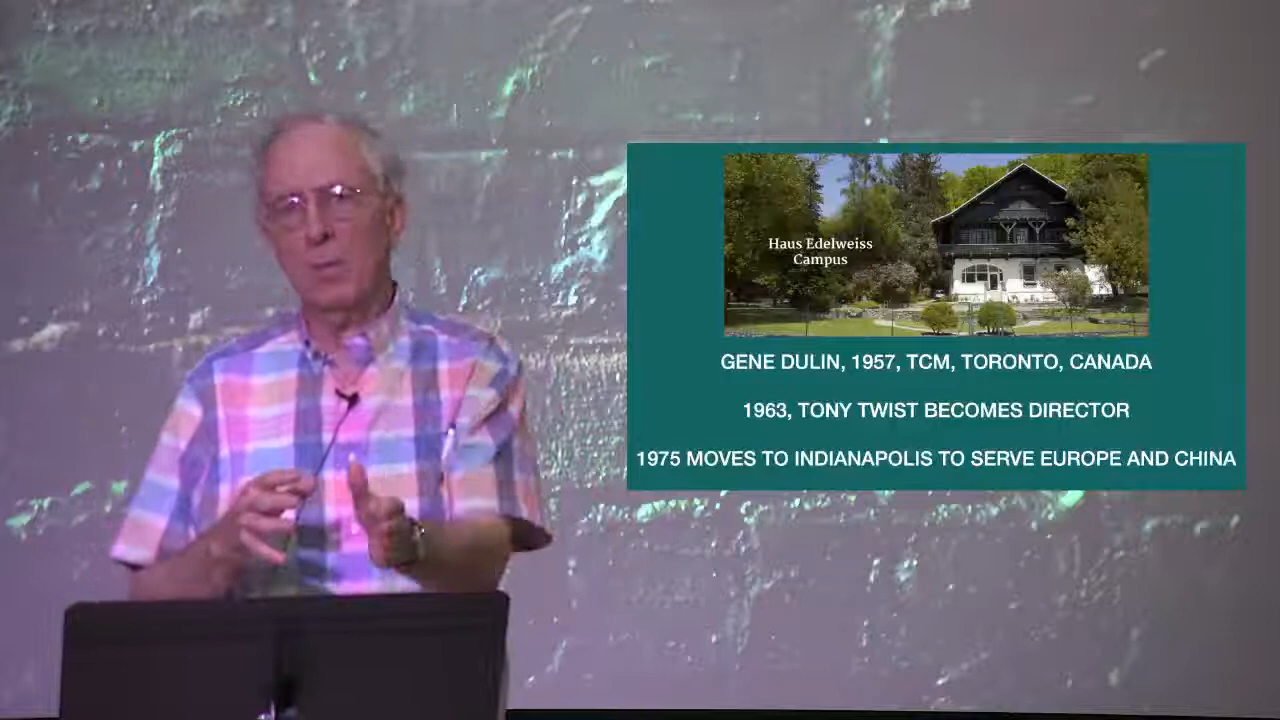 Haus Edelweiss
Campus
GENE DULIN, 1957, TCM, TORONTO, CANADA
1963, TONY TWIST BECOMES DIRECTOR
1975 MOVES TO INDIANAPOLIS TO SERVE EUROPE AND CHINA